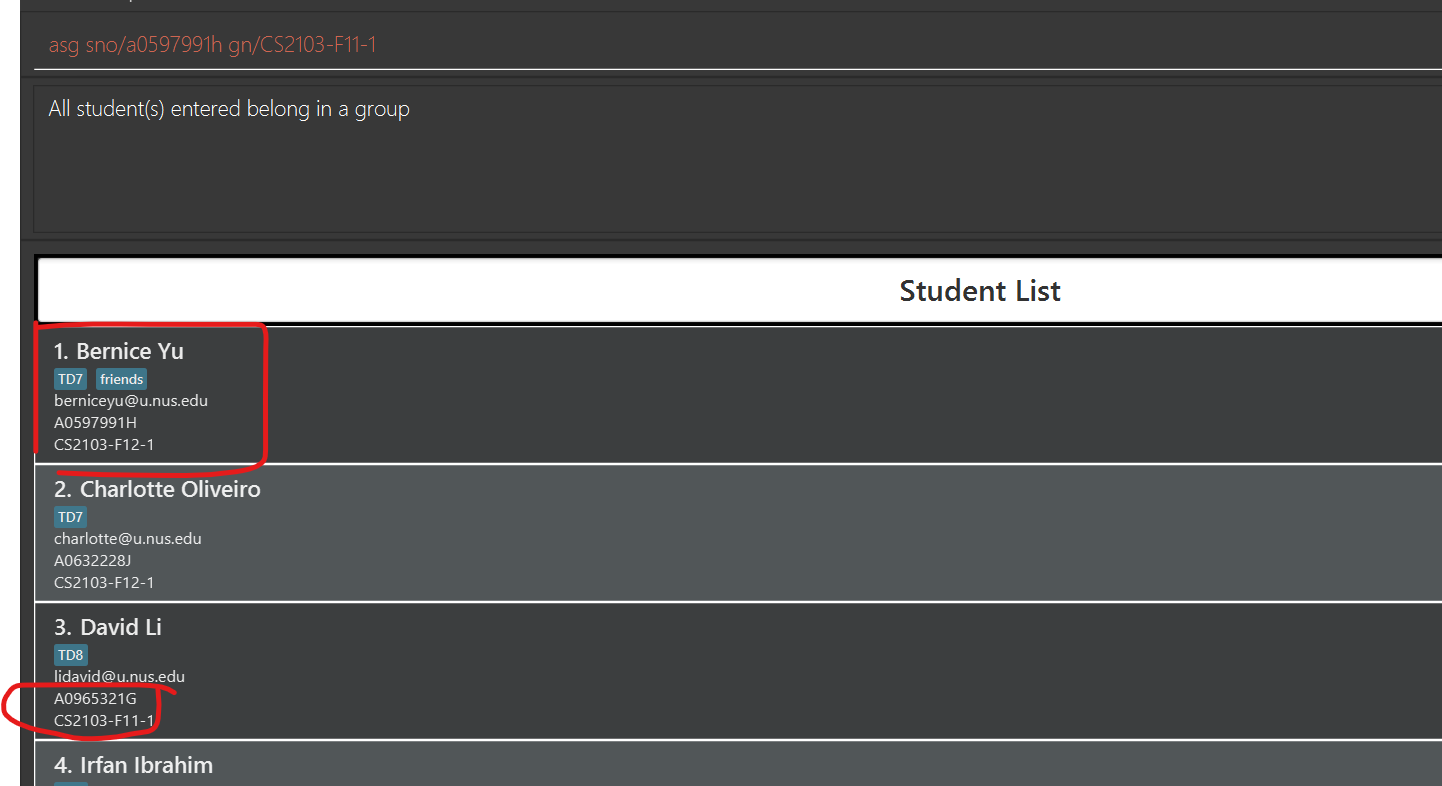 asg sno/a0597991h gn/CS2103-F11-1
All student(s) entered belong in a group
Student List
1. Bernice Yu
TD7 friends
berniceyu@u.nus.edu
A0597991H
CS2103-F12-1
2. Charlotte Oliveiro
TD7
charlotte@u.nus.edu
A0632228J
CS2103-F12-1
3. David Li
TD8
lidavid@u.nus.edu
A0965321G
CS2103-F11-1
4. Irfan Ibrahim